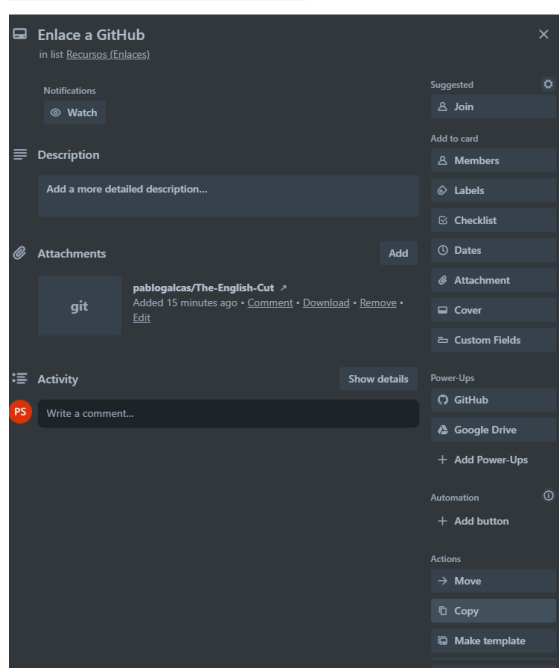 Enlace a GitHub
in list Recursos (Enlaces)
Notifications
Watch
Description
Add a more detailed description...
Attachments
Add
git
pablogalcas/The-English-Cut ↗
Added 15 minutes ago • Comment • Download • Remove •
Edit
Activity
Show details
PS
Write a comment...
Suggested
Join
Add to card
Members
Labels
Checklist
Dates
Attachment
Cover
Custom Fields
Power-Ups
GitHub
Google Drive
+ Add Power-Ups
Automation
+ Add button
Actions
→ Move
Copy
Make template